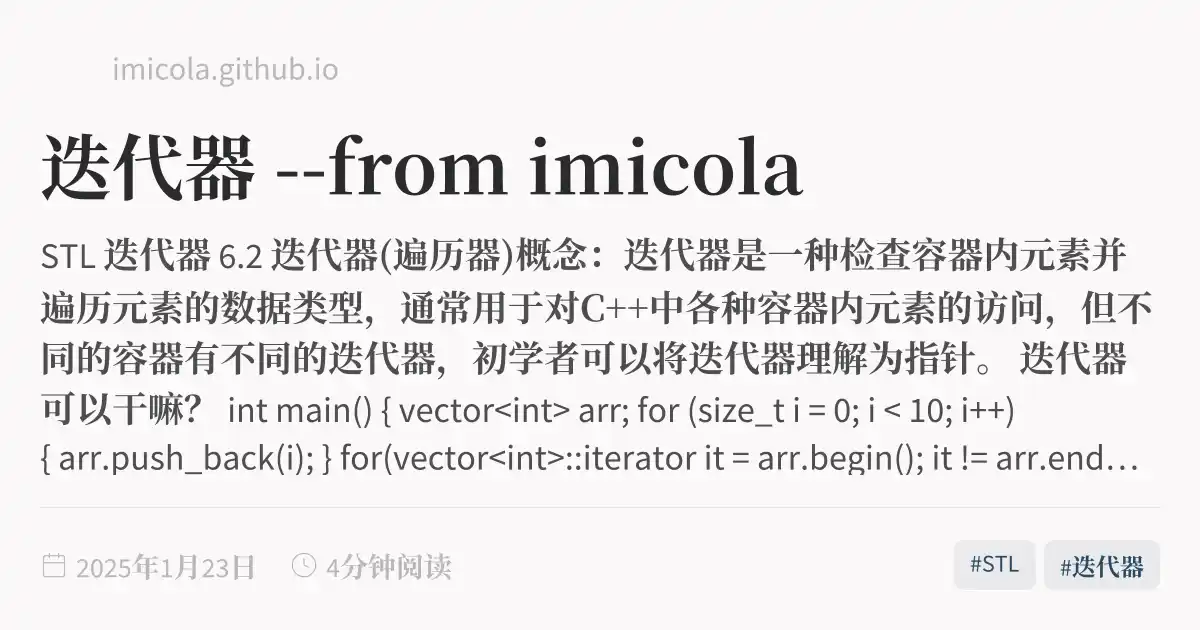 imicola.github.io
迭代器 --from imicola
STL 迭代器 6.2 迭代器(遍历器)概念：迭代器是一种检查容器内元素并
遍历元素的数据类型，通常用于对C++中各种容器内元素的访问，但不
同的容器有不同的迭代器，初学者可以将迭代器理解为指针。 迭代器
可以干嘛？ int main() { vector<int> arr; for (size_t i = 0; i < 10; i++)
{ arr.push_back(i); } for(vector<int>::iterator it = arr.begin(); it != arr.end…
2025年1月23日 4分钟阅读 #STL #迭代器